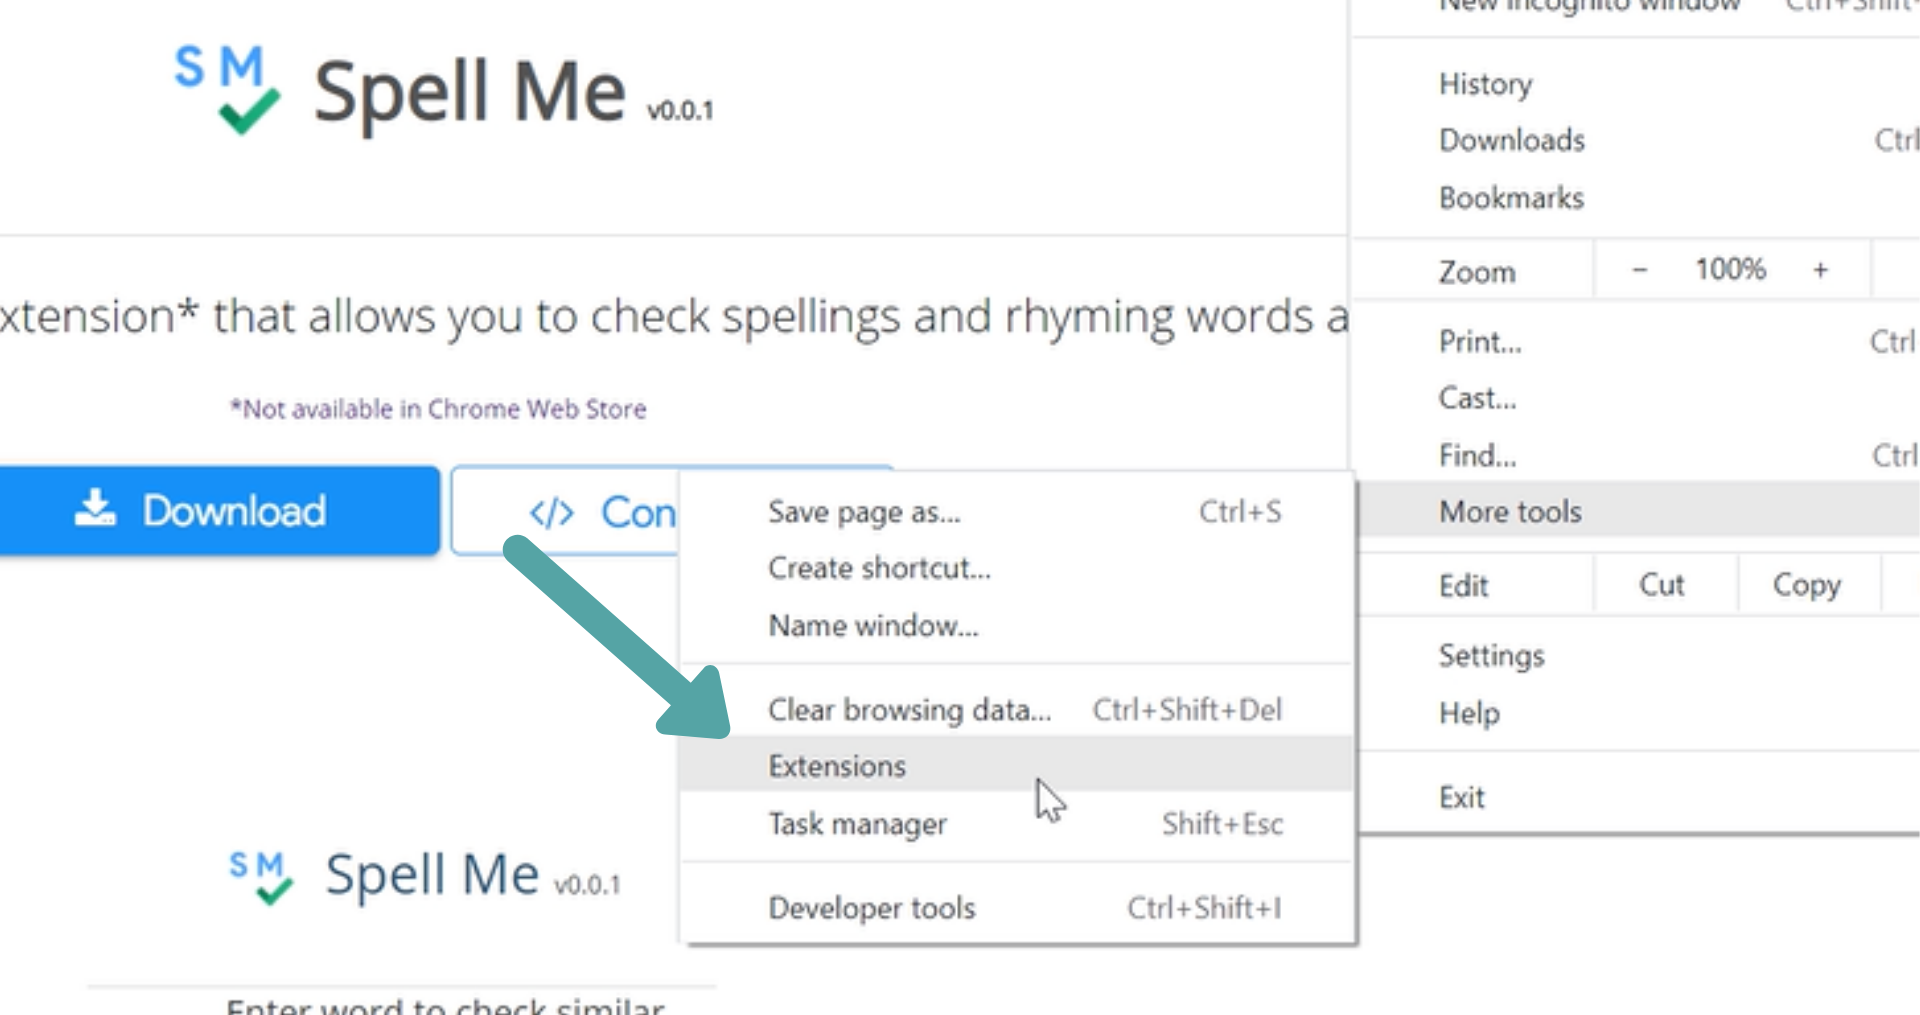 SM Spell Me v0.0.1
xtension* that allows you to check spellings and rhyming words a
*Not available in Chrome Web Store
Download
</> Con
SM Spell Me v0.0.1
Enter word to check similar
Save page as... Ctrl+S
Create shortcut...
Name window...
Clear browsing data... Ctrl+Shift+Del
Extensions
Task manager Shift+Esc
Developer tools Ctrl+Shift+I
New Incognito window Ctrl+Shift+
History
Downloads Ctrl
Bookmarks
Zoom − 100% +
Print... Ctrl
Cast...
Find... Ctrl
More tools
Edit Cut Copy
Settings
Help
Exit